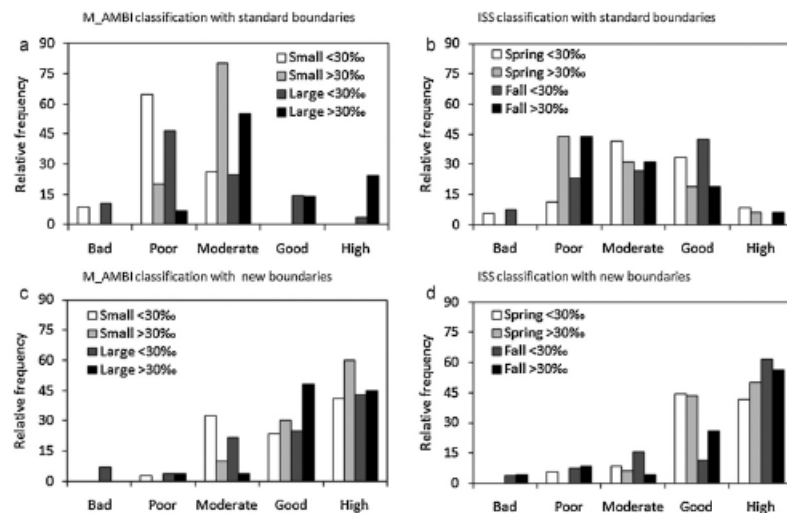 M_AMBI classification with standard boundaries
a
90
75
60
45
30
15
0
Relative frequency
Small <30‰
Small >30‰
Large <30‰
Large >30‰
Bad Poor Moderate Good High
ISS classification with standard boundaries
b
90
75
60
45
30
15
0
Relative frequency
Spring <30‰
Spring >30‰
Fall <30‰
Fall >30‰
Bad Poor Moderate Good High
M_AMBI classification with new boundaries
c
90
75
60
45
30
15
0
Relative frequency
Small <30‰
Small >30‰
Large <30‰
Large >30‰
Bad Poor Moderate Good High
ISS classification with new boundaries
d
90
75
60
45
30
15
0
Relative frequency
Spring <30‰
Spring >30‰
Fall <30‰
Fall >30‰
Bad Poor Moderate Good High